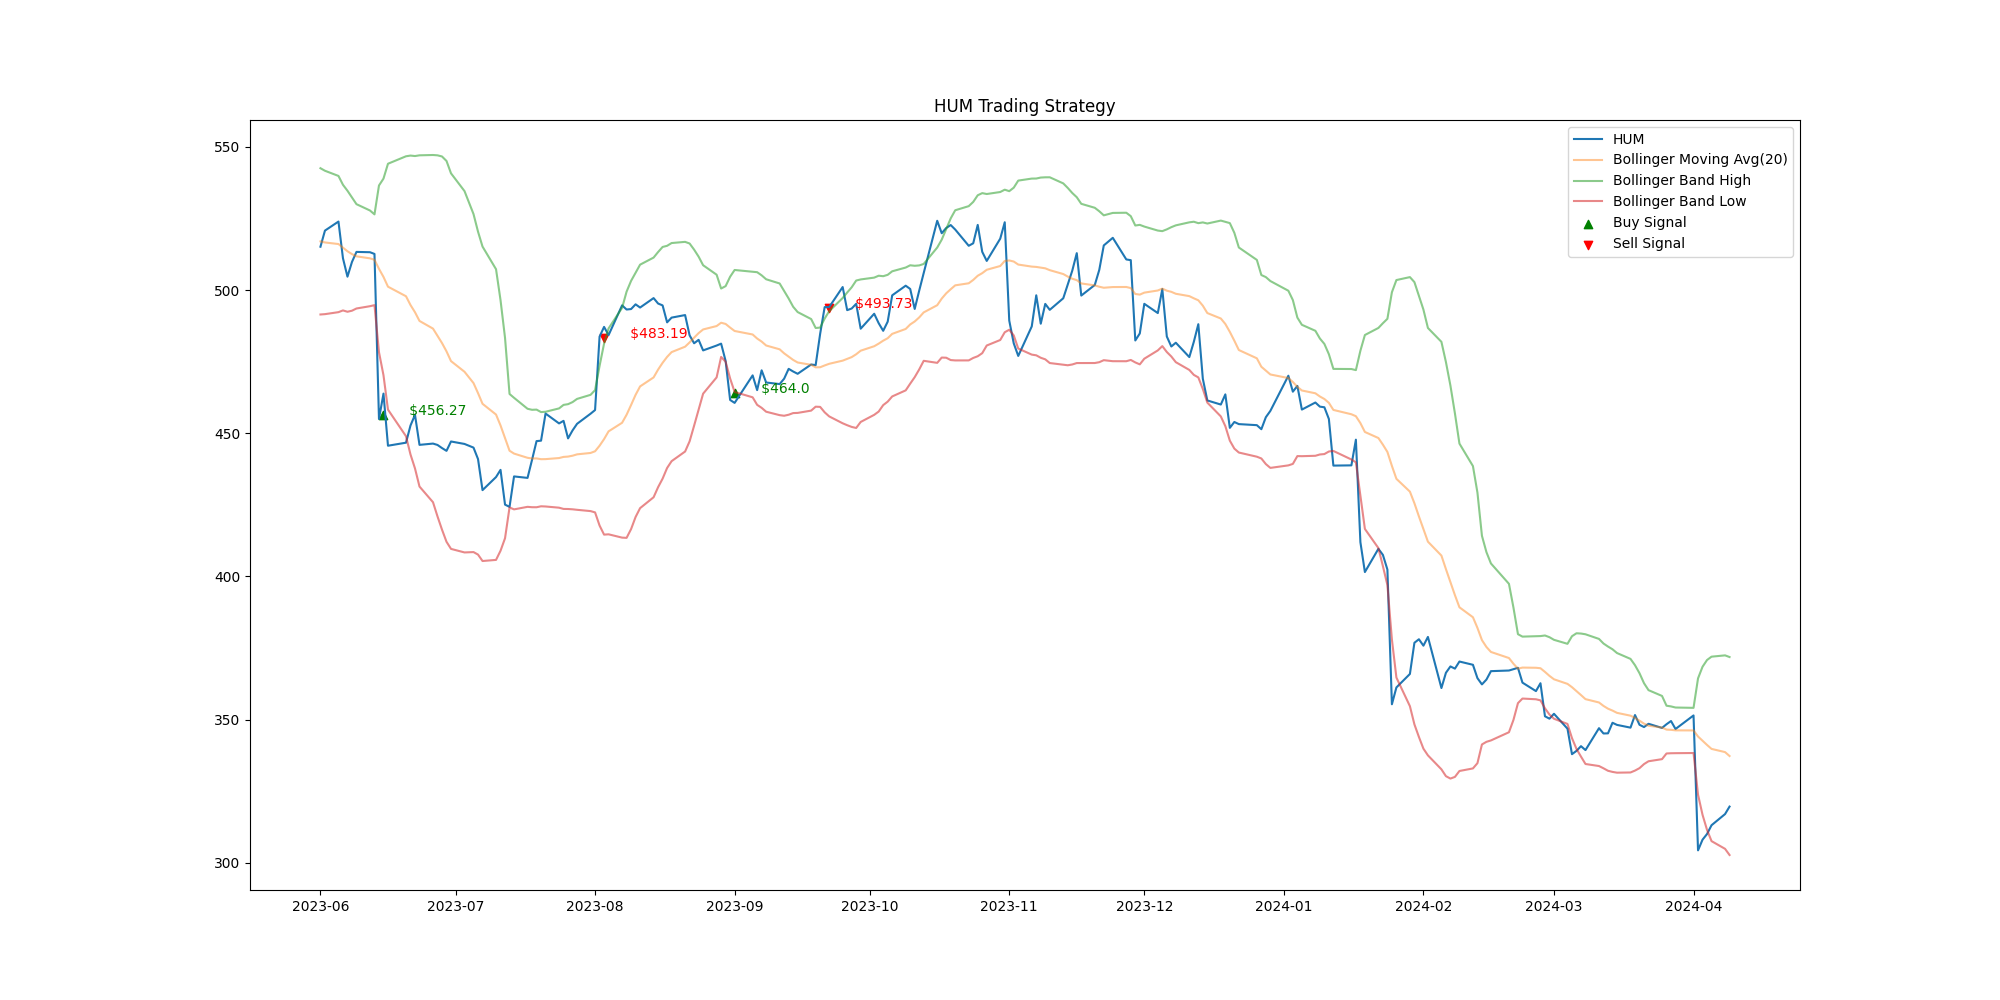 HUM Trading Strategy
HUM
Bollinger Moving Avg(20)
Bollinger Band High
Bollinger Band Low
Buy Signal
Sell Signal
550
500
450
400
350
300
$493.73
$483.19
$464.0
$456.27
2023-06 2023-07 2023-08 2023-09 2023-10 2023-11 2023-12 2024-01 2024-02 2024-03 2024-04